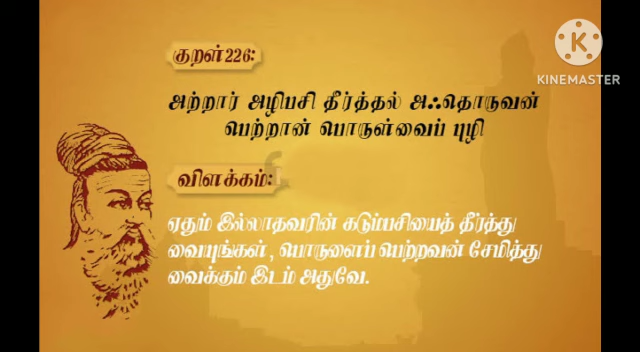 குறள் 226:
KINEMASTER
அற்றார் அழிபசி தீர்த்தல் அஃதொருவன்
பெற்றான் பொருள்வைப் புழி
விளக்கம்:
ஏதும் இல்லாதவரின் கடும்பசியைத் தீர்த்து
வையுங்கள், பொருளைப் பெற்றவன் சேமித்து
வைக்கும் இடம் அதுவே.